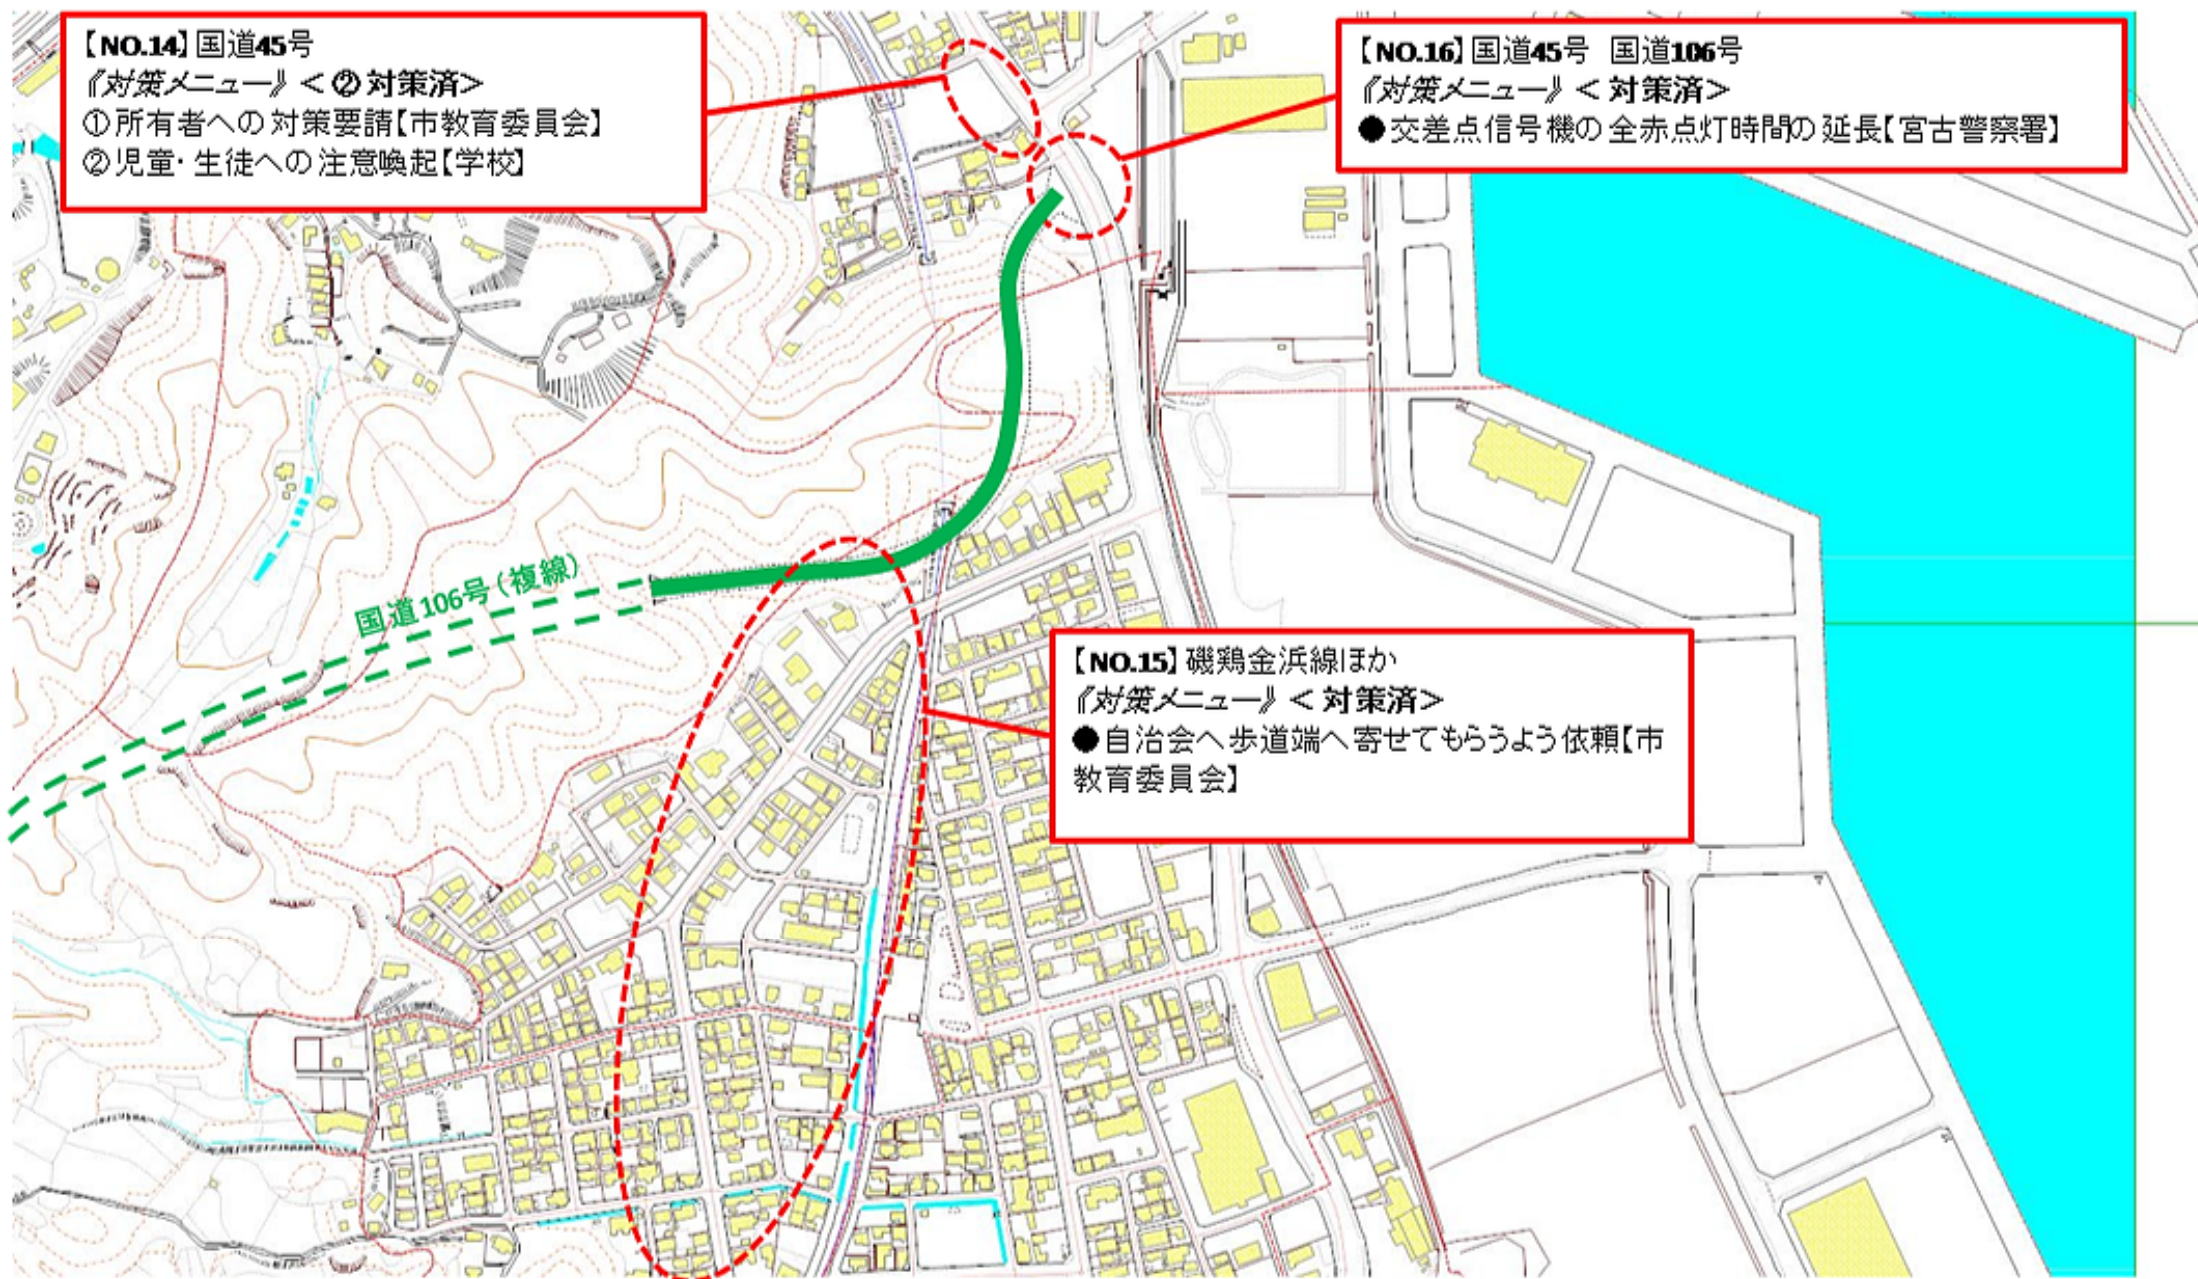 【NO.14】国道45号
《対策メニュー》＜② 対策済＞
①所有者への対策要請【市教育委員会】
②児童・生徒への注意喚起【学校】
【NO.16】国道45号 国道106号
《対策メニュー》＜対策済＞
●交差点信号機の全赤点灯時間の延長【宮古警察署】
国道106号（複線）
【NO.15】磯鶏金浜線ほか
《対策メニュー》＜対策済＞
●自治会へ歩道端へ寄せてもらうよう依頼【市
教育委員会】